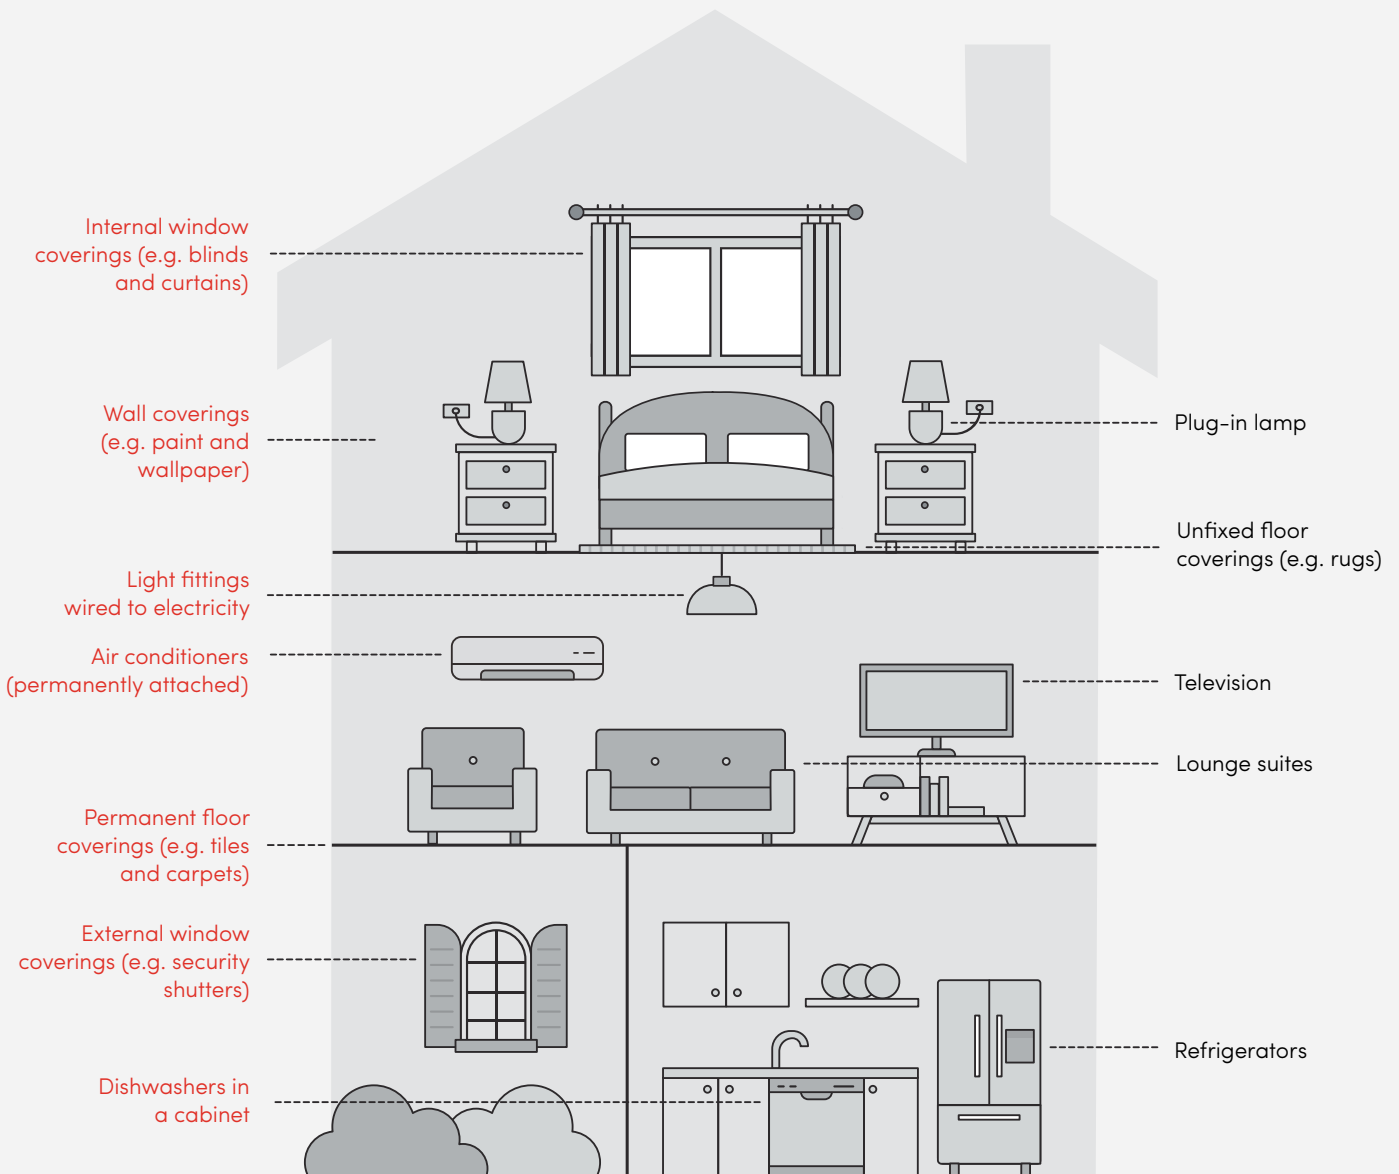 Internal window
coverings (e.g. blinds
and curtains)
Wall coverings
(e.g. paint and
wallpaper)
Plug-in lamp
Unfixed floor
coverings (e.g. rugs)
Light fittings
wired to electricity
Air conditioners
(permanently attached)
Television
Lounge suites
Permanent floor
coverings (e.g. tiles
and carpets)
External window
coverings (e.g. security
shutters)
Refrigerators
Dishwashers in
a cabinet